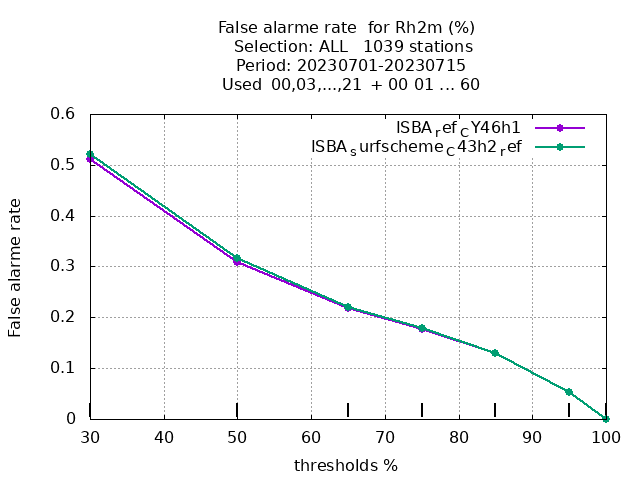 False alarme rate  for Rh2m (%)
Selection: ALL   1039 stations
Period: 20230701-20230715
Used  00,03,...,21  + 00 01 ... 60
ISBA_ref_CY46h1
ISBA_surfscheme_C43h2_ref
0.6
0.5
0.4
0.3
0.2
0.1
0
False alarme rate
30 40 50 60 70 80 90 100
thresholds %